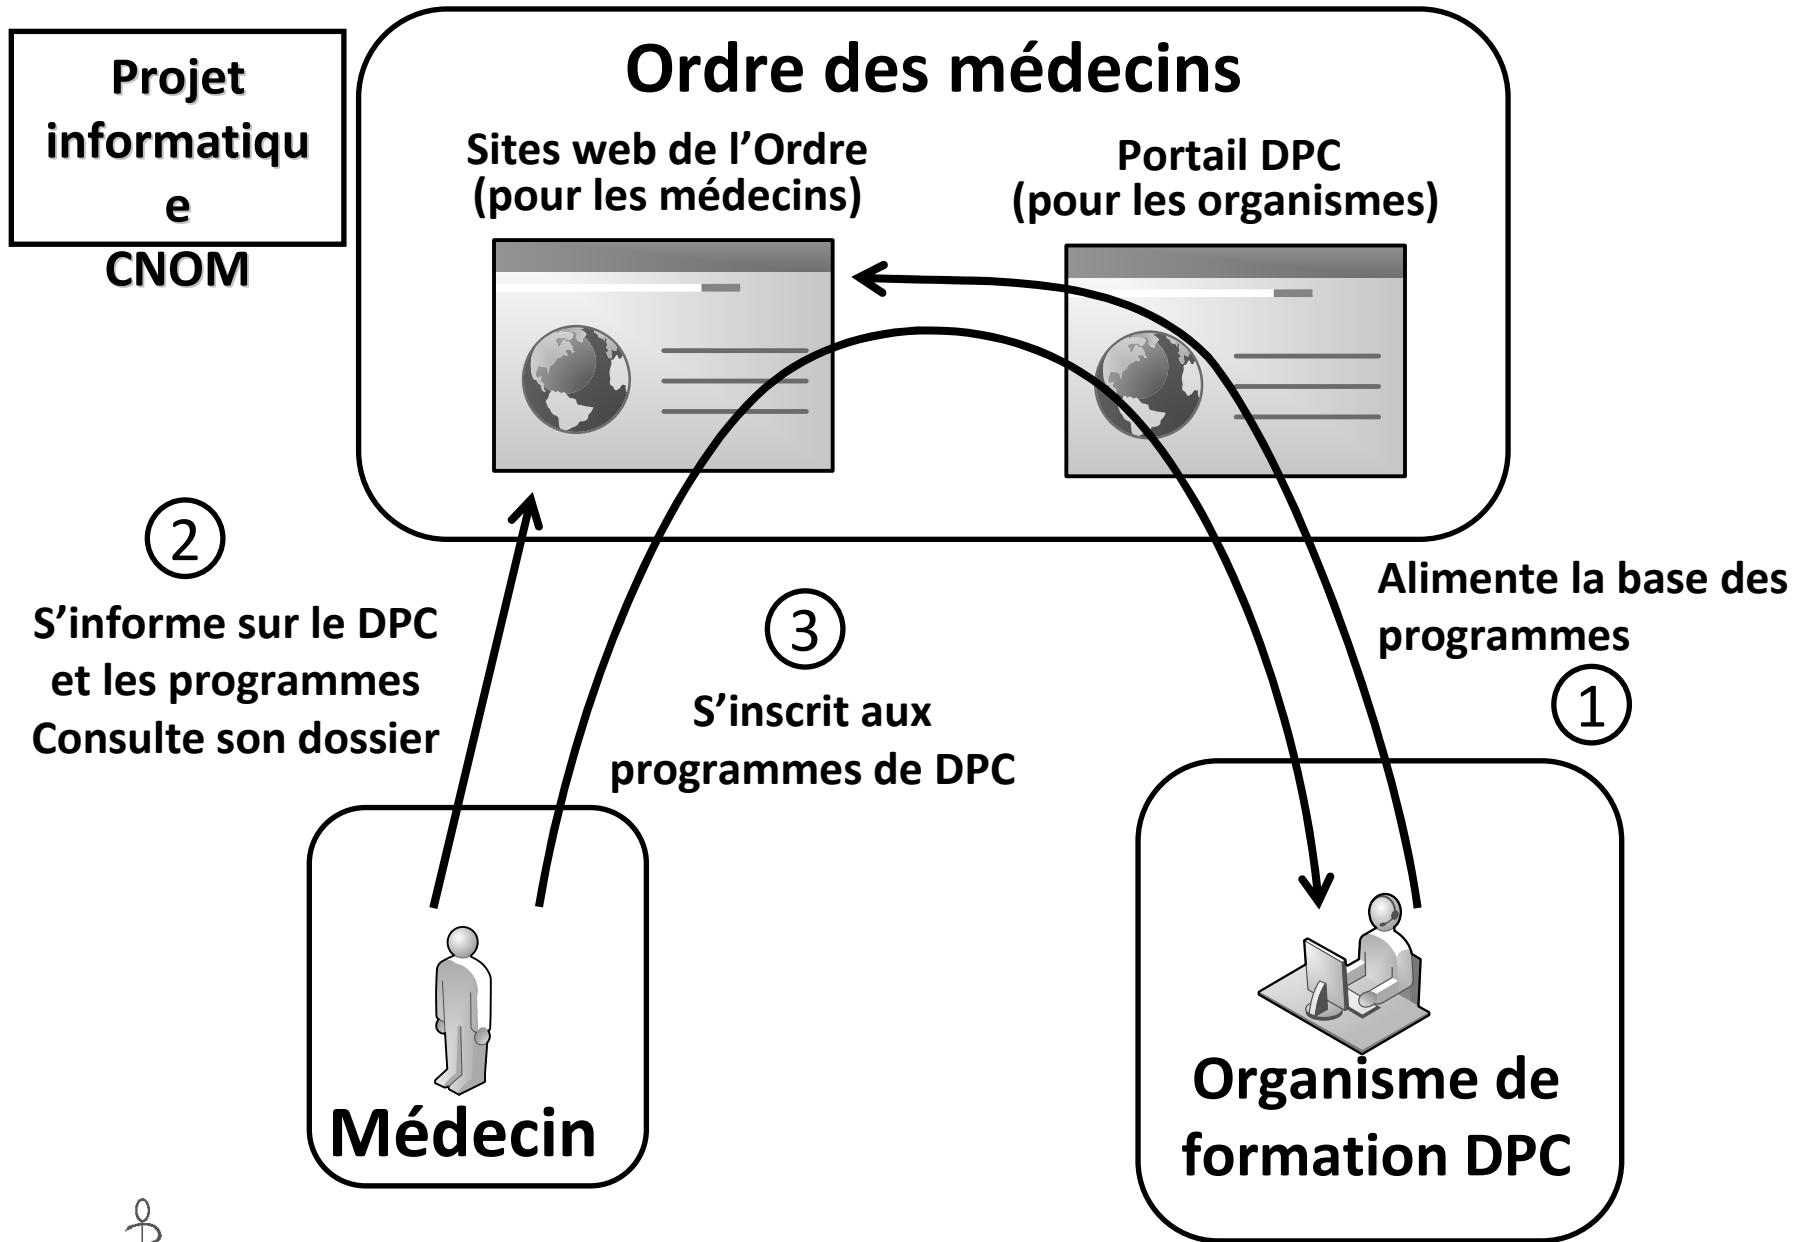 Projet
informatiqu
e
CNOM
Ordre des médecins
Sites web de l’Ordre
(pour les médecins)
Portail DPC
(pour les organismes)
2
S’informe sur le DPC
et les programmes
Consulte son dossier
3
S’inscrit aux
programmes de DPC
Alimente la base des
programmes
1
Médecin
Organisme de
formation DPC